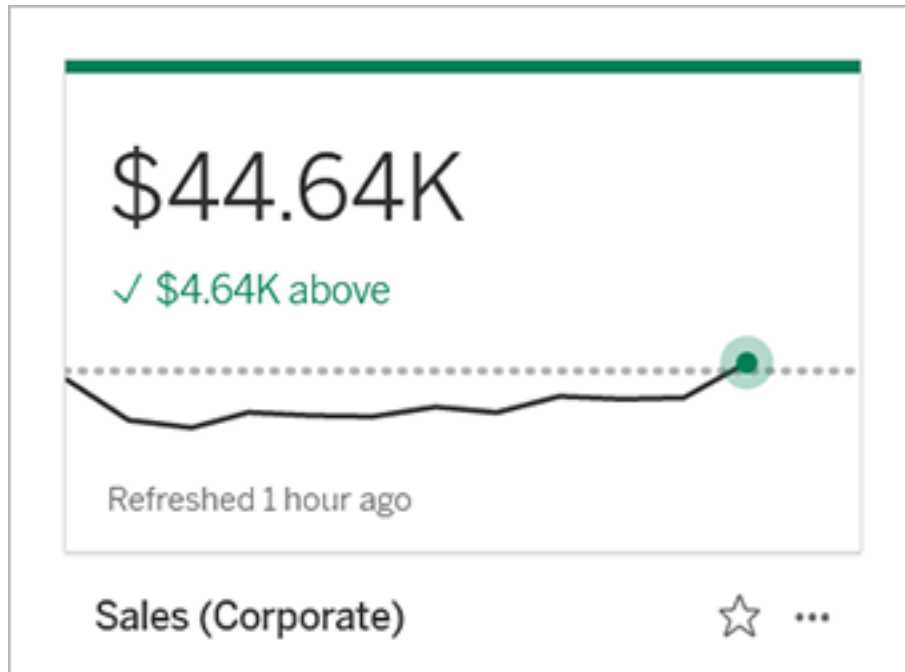 $44.64K
✓ $4.64K above
Refreshed 1 hour ago
Sales (Corporate)